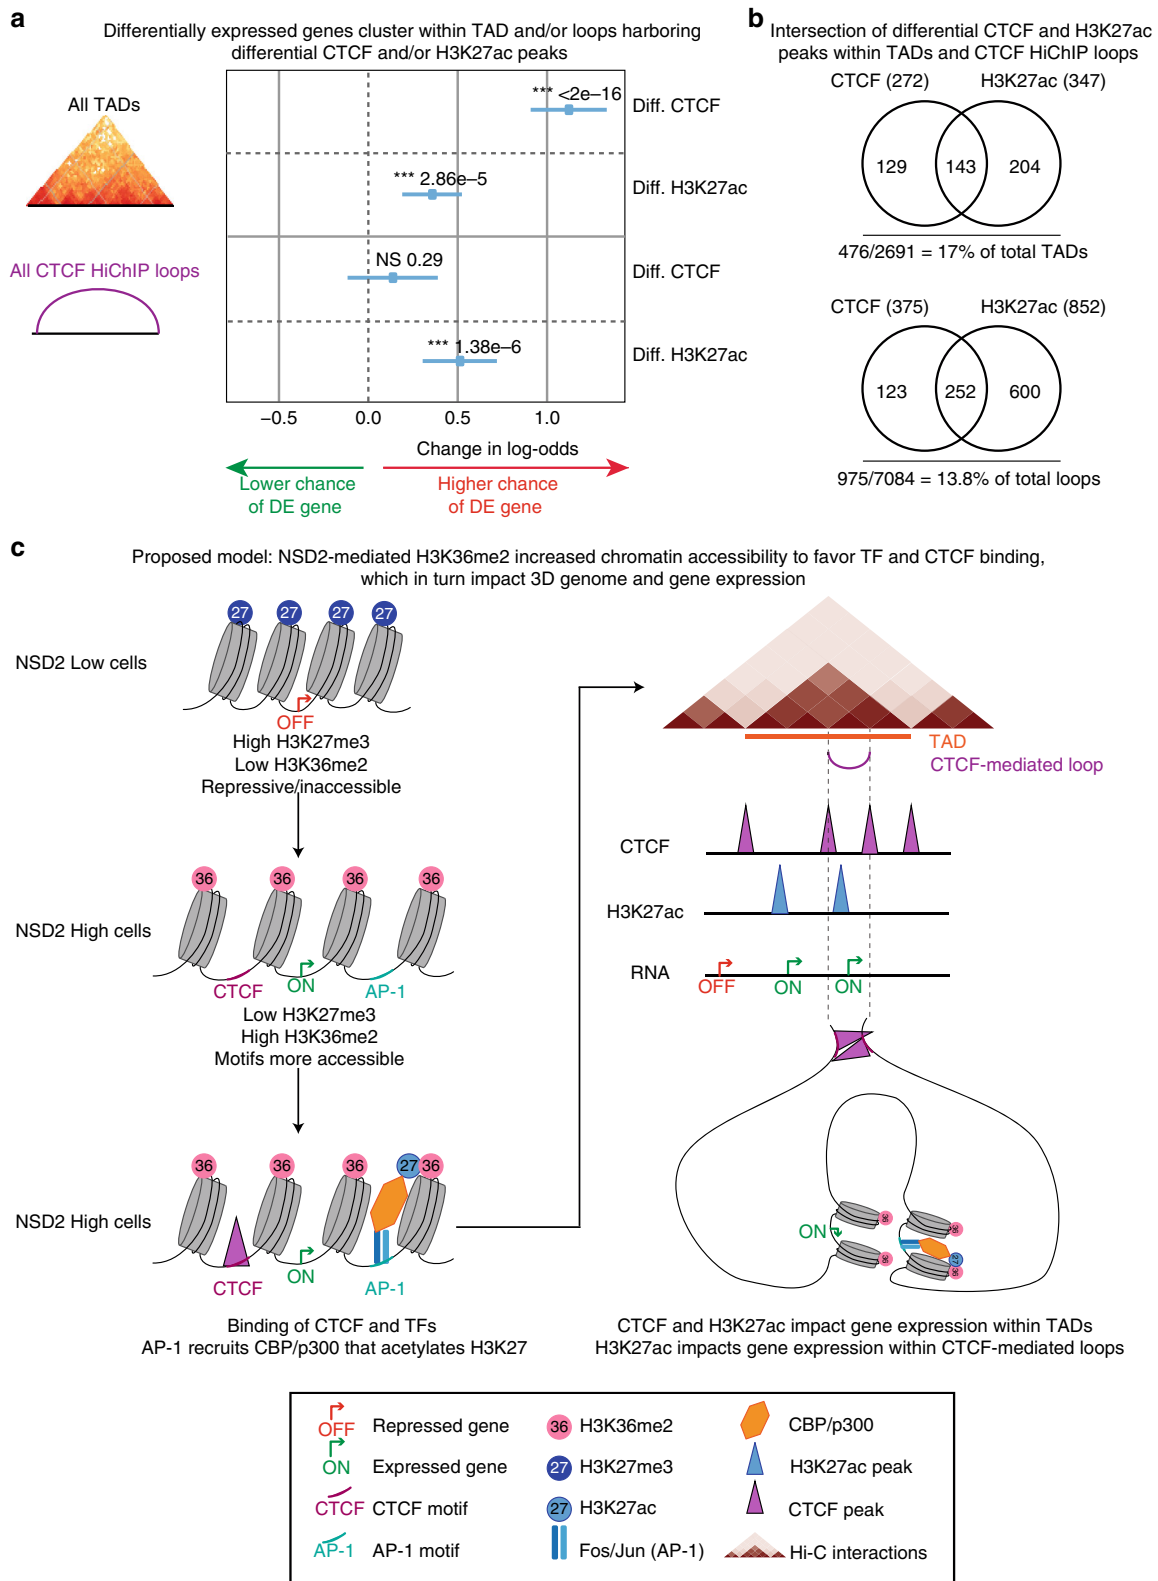 a
Differentially expressed genes cluster within TAD and/or loops harboring
differential CTCF and/or H3K27ac peaks
All TADs
All CTCF HiChIP loops
*** <2e−16
Diff. CTCF
*** 2.86e−5
Diff. H3K27ac
NS 0.29
Diff. CTCF
*** 1.38e−6
Diff. H3K27ac
−0.5 0.0 0.5 1.0
Change in log-odds
Lower chance
of DE gene
Higher chance
of DE gene
b
Intersection of differential CTCF and H3K27ac
peaks within TADs and CTCF HiChIP loops
CTCF (272) H3K27ac (347)
129 143 204
476/2691 = 17% of total TADs
CTCF (375) H3K27ac (852)
123 252 600
975/7084 = 13.8% of total loops
c
Proposed model: NSD2-mediated H3K36me2 increased chromatin accessibility to favor TF and CTCF binding,
which in turn impact 3D genome and gene expression
27 27 27 27
NSD2 Low cells
OFF
High H3K27me3
Low H3K36me2
Repressive/inaccessible
36 36 36 36
NSD2 High cells
CTCF ON AP-1
Low H3K27me3
High H3K36me2
Motifs more accessible
36 36 36 27 36
NSD2 High cells
CTCF ON AP-1
Binding of CTCF and TFs
AP-1 recruits CBP/p300 that acetylates H3K27
TAD
CTCF-mediated loop
CTCF
H3K27ac
RNA
OFF ON ON
ON
36 36
36 27
36
CTCF and H3K27ac impact gene expression within TADs
H3K27ac impacts gene expression within CTCF-mediated loops
OFF Repressed gene
ON Expressed gene
CTCF CTCF motif
AP-1 AP-1 motif
36 H3K36me2
27 H3K27me3
27 H3K27ac
Fos/Jun (AP-1)
CBP/p300
H3K27ac peak
CTCF peak
Hi-C interactions